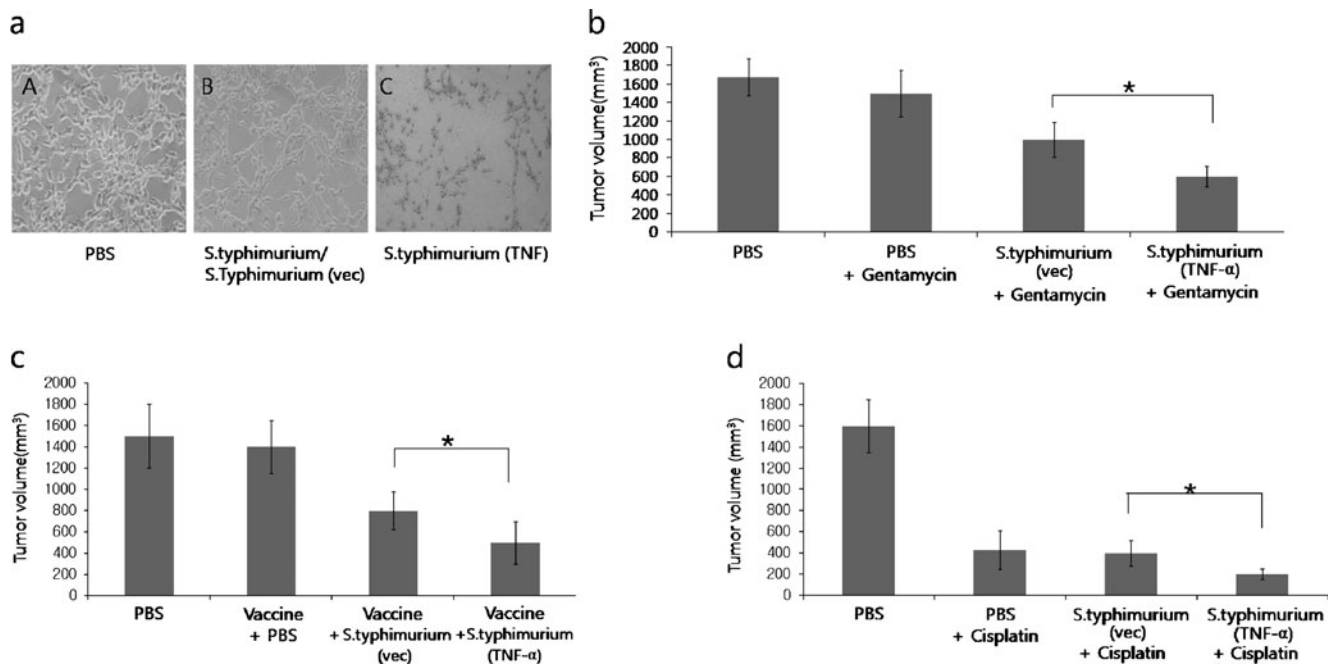 a
A
B
C
PBS
S.typhimurium/
S.Typhimurium (vec)
S.typhimurium (TNF)
b
Tumor volume(mm³)
2000
1800
1600
1400
1200
1000
800
600
400
200
0
*
PBS
PBS
+ Gentamycin
S.typhimurium
(vec)
+ Gentamycin
S.typhimurium
(TNF-α)
+ Gentamycin
c
Tumor volume(mm³)
2000
1800
1600
1400
1200
1000
800
600
400
200
0
*
PBS
Vaccine
+ PBS
Vaccine
+ S.typhimurium
(vec)
Vaccine
+S.typhimurium
(TNF-α)
d
Tumor volume (mm³)
2000
1800
1600
1400
1200
1000
800
600
400
200
0
*
PBS
PBS
+ Cisplatin
S.typhimurium
(vec)
+ Cisplatin
S.typhimurium
(TNF-α)
+ Cisplatin